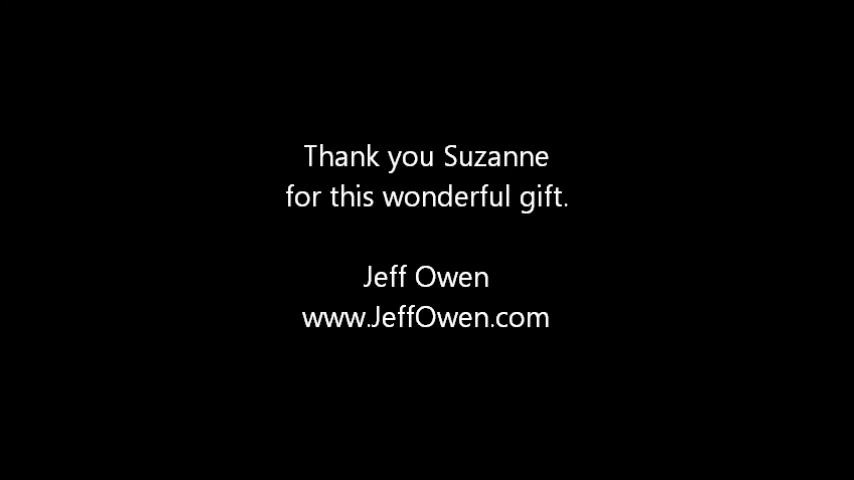 Thank you Suzanne
for this wonderful gift.
Jeff Owen
www.JeffOwen.com